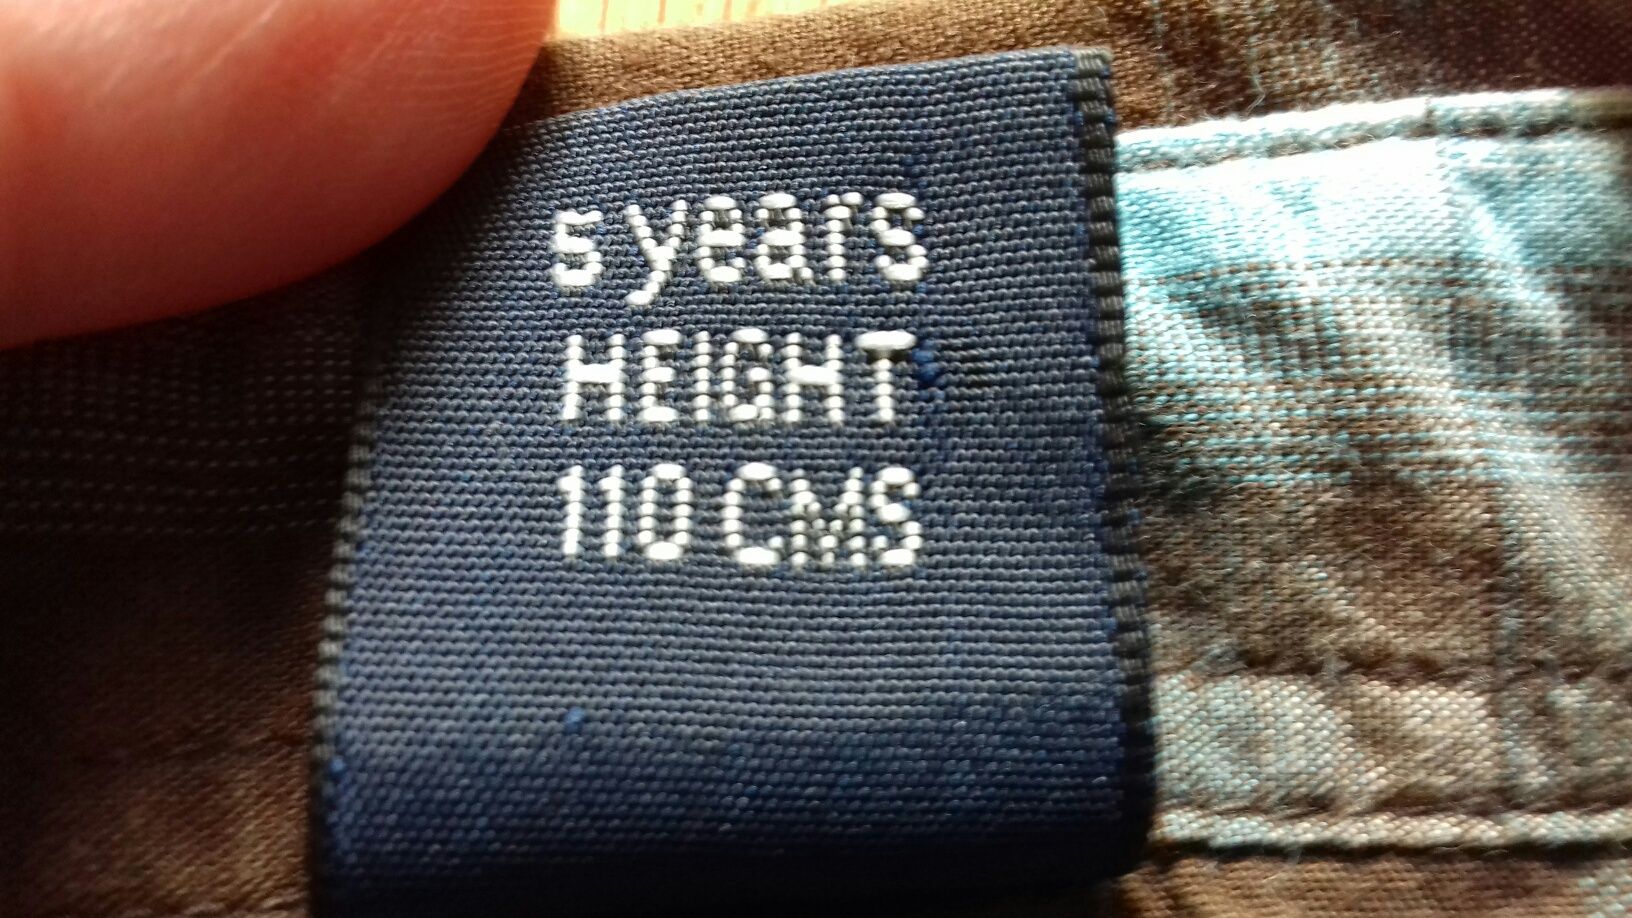 5 years
HEIGHT
110 CMS